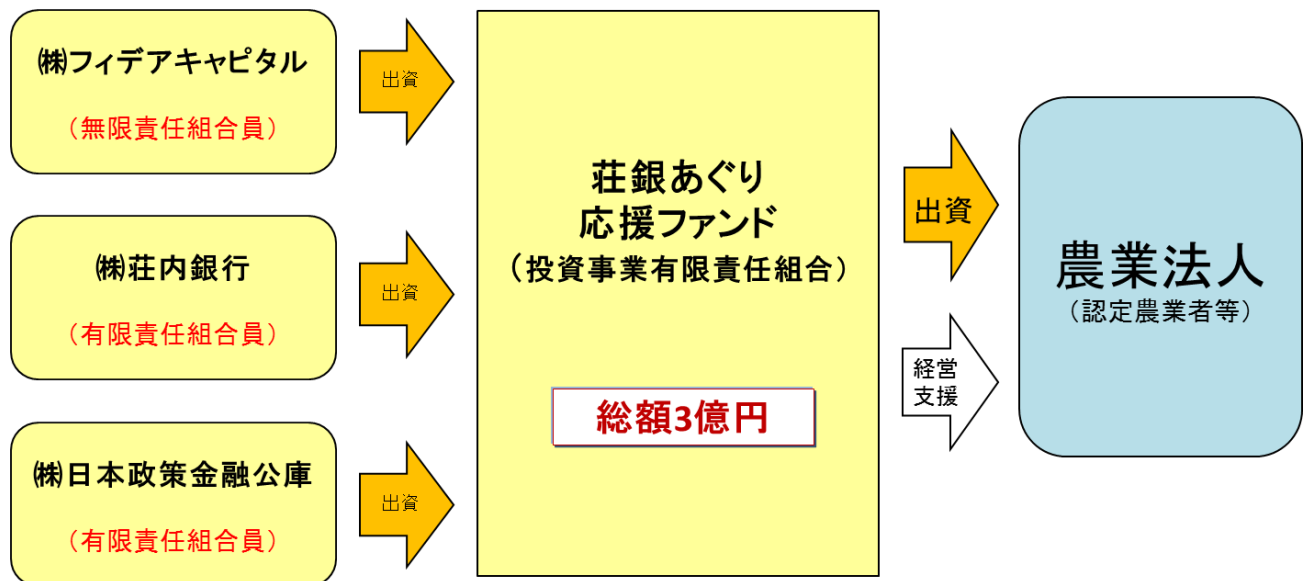 ㈱フィデアキャピタル
（無限責任組合員）
出資
㈱荘内銀行
（有限責任組合員）
出資
㈱日本政策金融公庫
（有限責任組合員）
出資
荘銀あぐり
応援ファンド
（投資事業有限責任組合）
総額3億円
出資
経営
支援
農業法人
（認定農業者等）